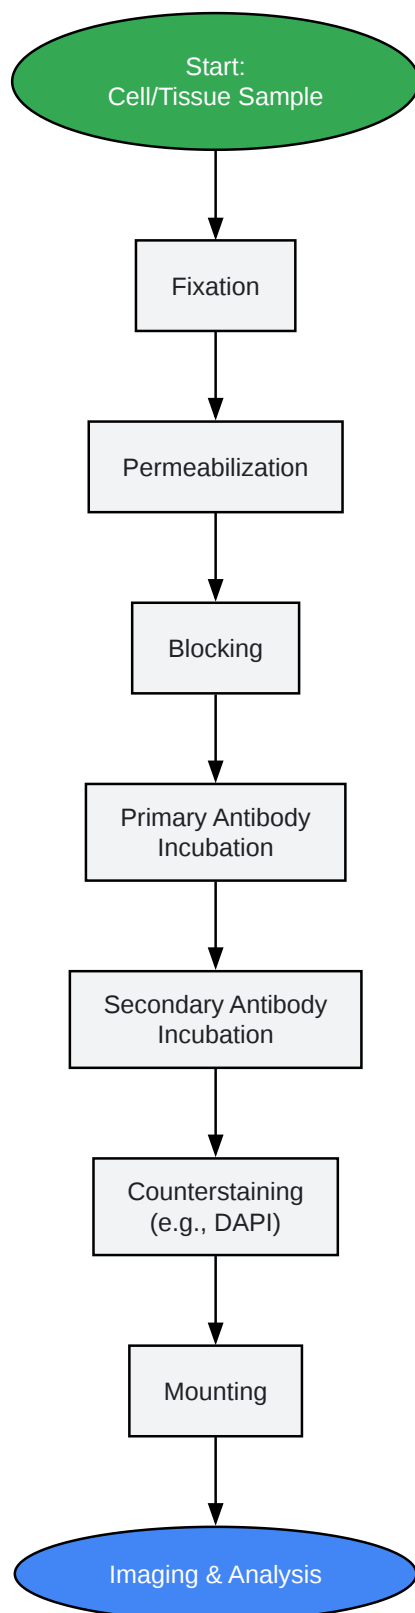 Start:
Cell/Tissue Sample
Fixation
Permeabilization
Blocking
Primary Antibody
Incubation
Secondary Antibody
Incubation
Counterstaining
(e.g., DAPI)
Mounting
Imaging & Analysis